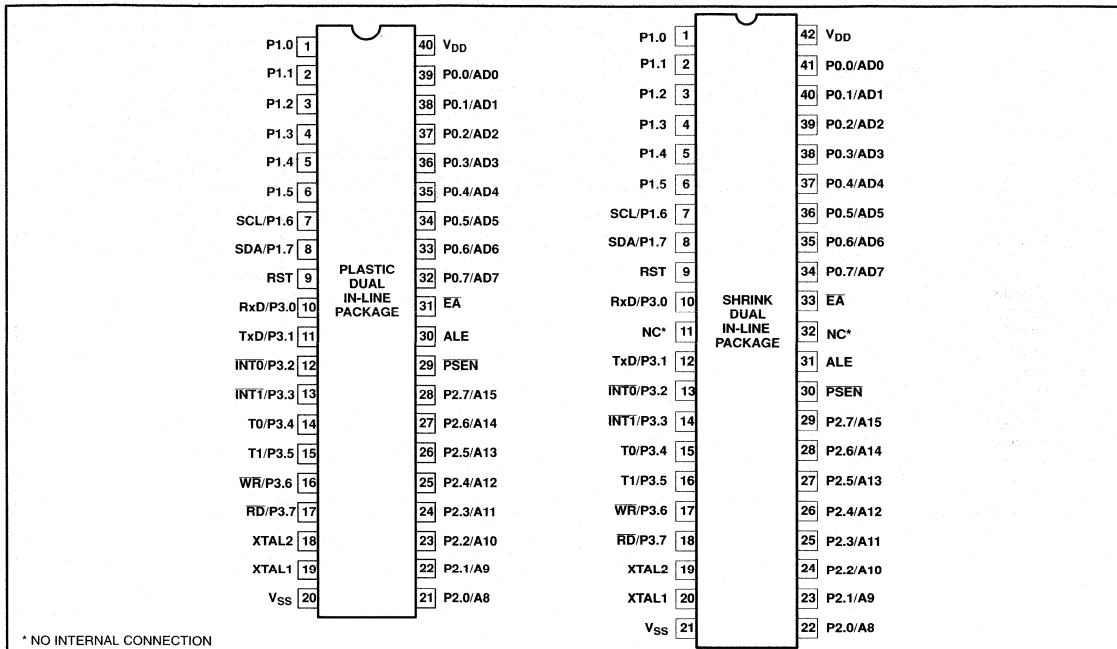 P1.0 1 40 VDD
P1.1 2 39 P0.0/AD0
P1.2 3 38 P0.1/AD1
P1.3 4 37 P0.2/AD2
P1.4 5 36 P0.3/AD3
P1.5 6 35 P0.4/AD4
SCL/P1.6 7 34 P0.5/AD5
SDA/P1.7 8 33 P0.6/AD6
RST 9 32 P0.7/AD7
RxD/P3.0 10 31 E̅A̅
TxD/P3.1 11 30 ALE
I̅N̅T̅0̅/P3.2 12 29 P̅S̅E̅N̅
I̅N̅T̅1̅/P3.3 13 28 P2.7/A15
T0/P3.4 14 27 P2.6/A14
T1/P3.5 15 26 P2.5/A13
W̅R̅/P3.6 16 25 P2.4/A12
R̅D̅/P3.7 17 24 P2.3/A11
XTAL2 18 23 P2.2/A10
XTAL1 19 22 P2.1/A9
VSS 20 21 P2.0/A8
PLASTIC
DUAL
IN-LINE
PACKAGE
P1.0 1 42 VDD
P1.1 2 41 P0.0/AD0
P1.2 3 40 P0.1/AD1
P1.3 4 39 P0.2/AD2
P1.4 5 38 P0.3/AD3
P1.5 6 37 P0.4/AD4
SCL/P1.6 7 36 P0.5/AD5
SDA/P1.7 8 35 P0.6/AD6
RST 9 34 P0.7/AD7
RxD/P3.0 10 33 E̅A̅
NC* 11 32 NC*
TxD/P3.1 12 31 ALE
I̅N̅T̅0̅/P3.2 13 30 P̅S̅E̅N̅
I̅N̅T̅1̅/P3.3 14 29 P2.7/A15
T0/P3.4 15 28 P2.6/A14
T1/P3.5 16 27 P2.5/A13
W̅R̅/P3.6 17 26 P2.4/A12
R̅D̅/P3.7 18 25 P2.3/A11
XTAL2 19 24 P2.2/A10
XTAL1 20 23 P2.1/A9
VSS 21 22 P2.0/A8
SHRINK
DUAL
IN-LINE
PACKAGE
* NO INTERNAL CONNECTION